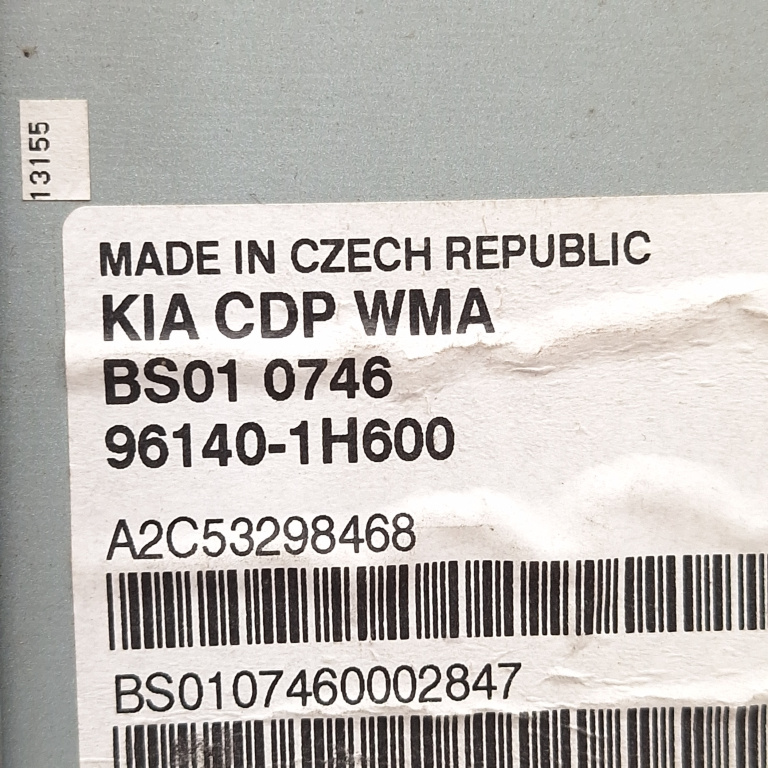 13155
MADE IN CZECH REPUBLIC
KIA CDP WMA
BS01 0746
96140-1H600
A2C53298468
BS0107460002847